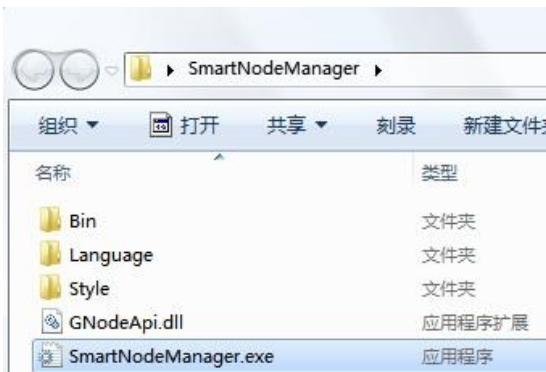 SmartNodeManager
组织 打开 共享 刻录 新建文件
名称 类型
Bin 文件夹
Language 文件夹
Style 文件夹
GNodeApi.dll 应用程序扩展
SmartNodeManager.exe 应用程序